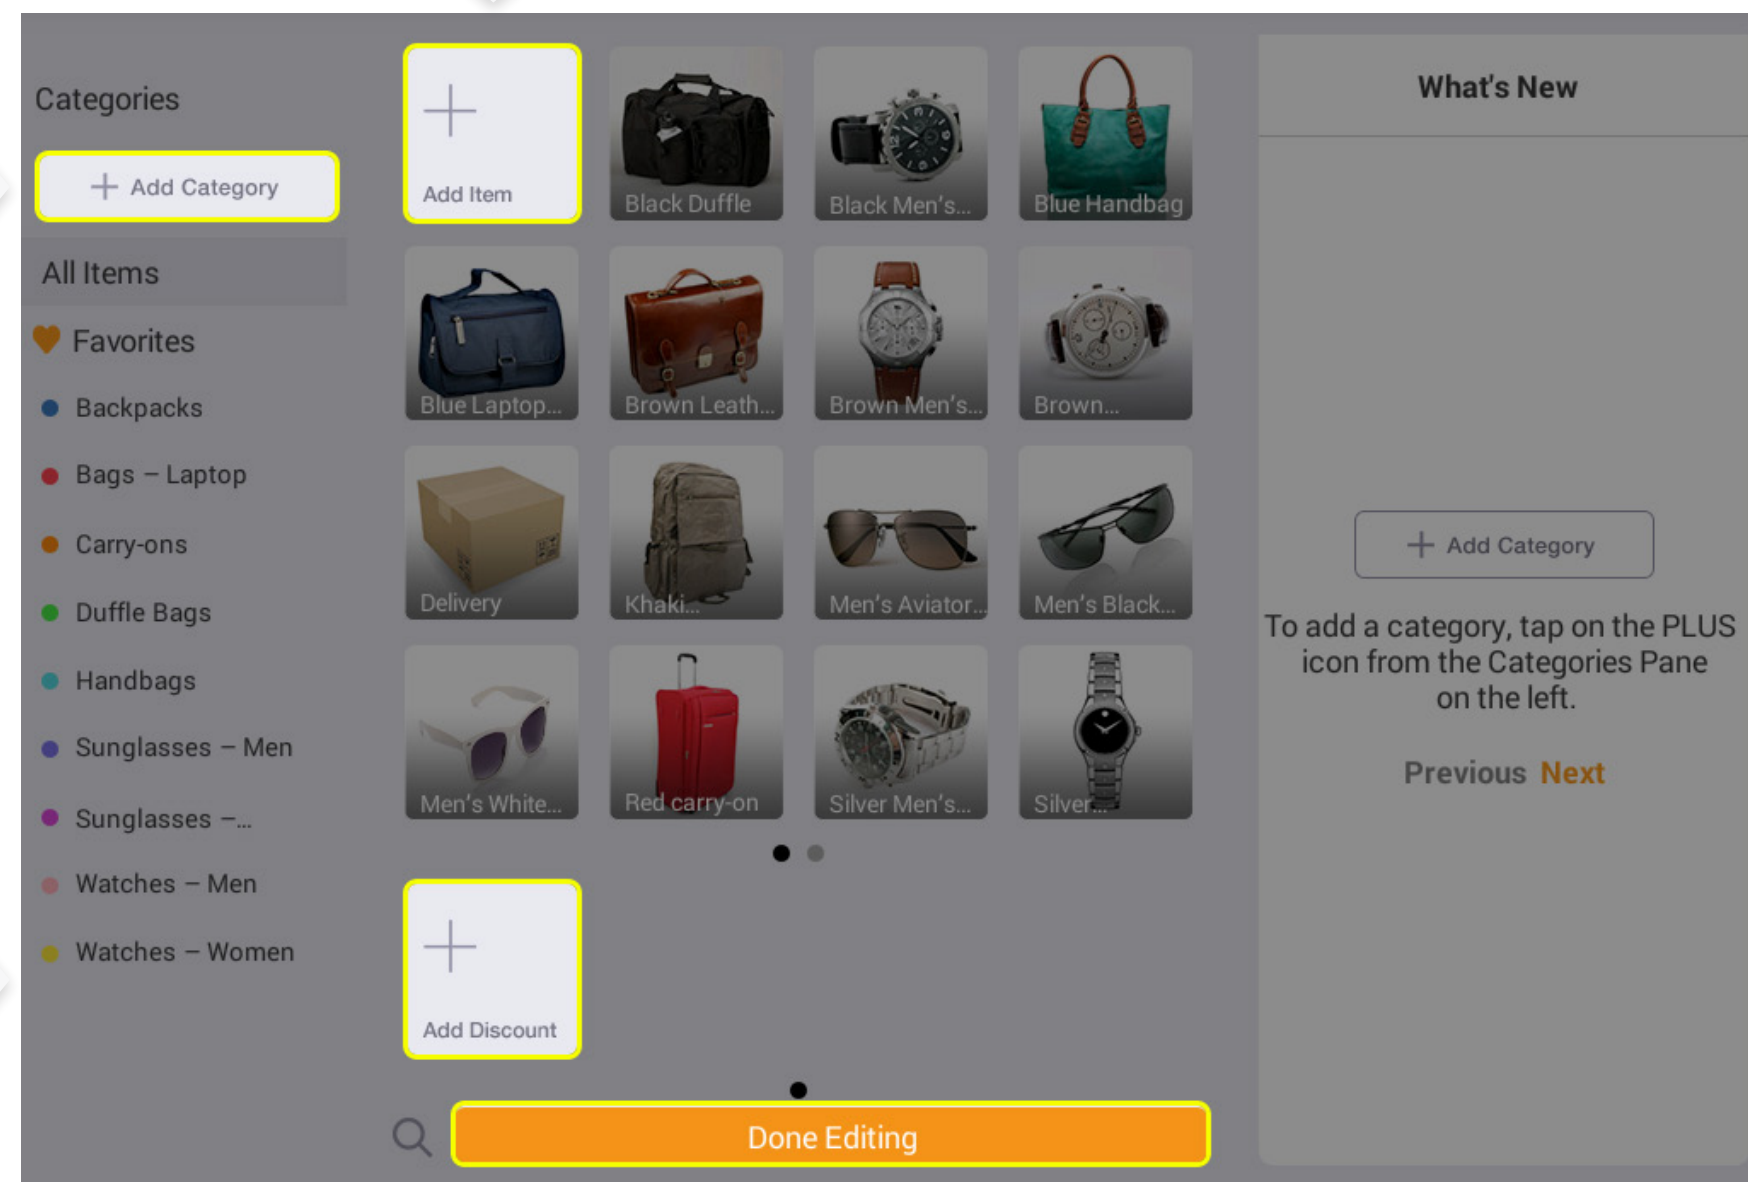 Categories
+ Add Category
All Items
Favorites
Backpacks
Bags – Laptop
Carry-ons
Duffle Bags
Handbags
Sunglasses – Men
Sunglasses –...
Watches – Men
Watches – Women
Add Item
Black Duffle
Black Men's...
Blue Handbag
Blue Laptop...
Brown Leath...
Brown Men's...
Brown...
Delivery
Khaki...
Men's Aviator...
Men's Black...
Men's White...
Red carry-on
Silver Men's...
Silver...
Add Discount
Done Editing
What's New
+ Add Category
To add a category, tap on the PLUS
icon from the Categories Pane
on the left.
Previous Next